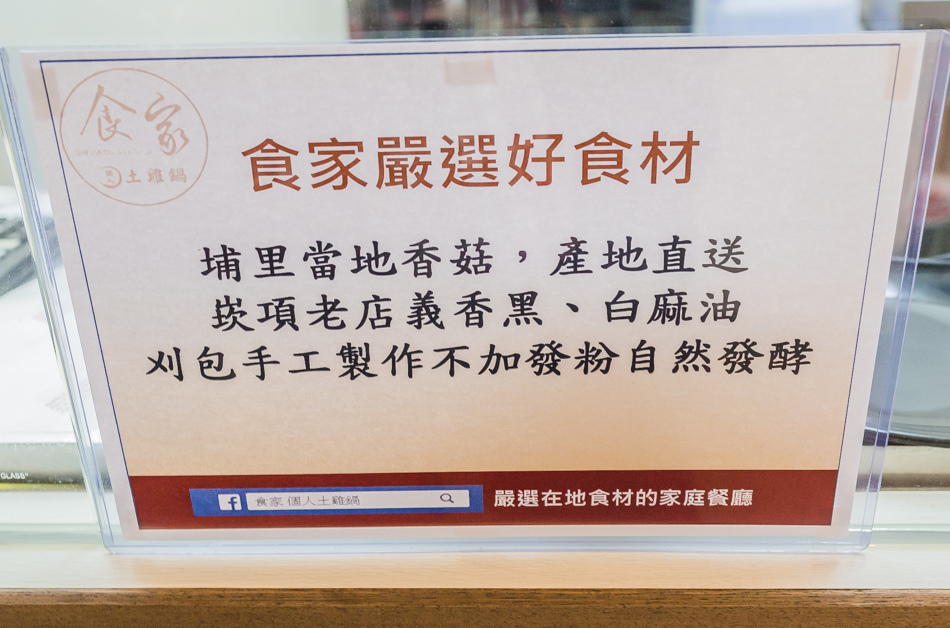 食家
土雞鍋
食家嚴選好食材
埔里當地香菇，產地直送
崁頂老店義香黑、白麻油
刈包手工製作不加發粉自然發酵
食家 個人土雞鍋
嚴選在地食材的家庭餐廳
GLASS"